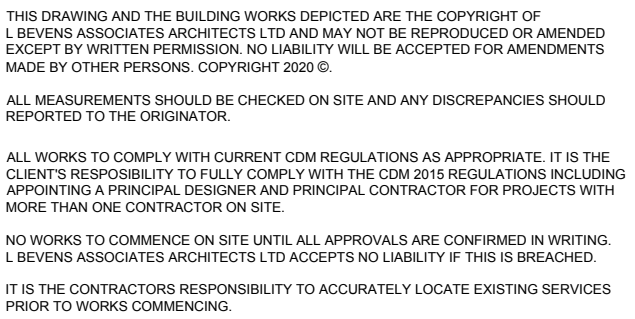 THIS DRAWING AND THE BUILDING WORKS DEPICTED ARE THE COPYRIGHT OF
L BEVENS ASSOCIATES ARCHITECTS LTD AND MAY NOT BE REPRODUCED OR AMENDED
EXCEPT BY WRITTEN PERMISSION. NO LIABILITY WILL BE ACCEPTED FOR AMENDMENTS
MADE BY OTHER PERSONS. COPYRIGHT 2020 ©.
ALL MEASUREMENTS SHOULD BE CHECKED ON SITE AND ANY DISCREPANCIES SHOULD
REPORTED TO THE ORIGINATOR.
ALL WORKS TO COMPLY WITH CURRENT CDM REGULATIONS AS APPROPRIATE. IT IS THE
CLIENT'S RESPOSIBILITY TO FULLY COMPLY WITH THE CDM 2015 REGULATIONS INCLUDING
APPOINTING A PRINCIPAL DESIGNER AND PRINCIPAL CONTRACTOR FOR PROJECTS WITH
MORE THAN ONE CONTRACTOR ON SITE.
NO WORKS TO COMMENCE ON SITE UNTIL ALL APPROVALS ARE CONFIRMED IN WRITING.
L BEVENS ASSOCIATES ARCHITECTS LTD ACCEPTS NO LIABILITY IF THIS IS BREACHED.
IT IS THE CONTRACTORS RESPONSIBILITY TO ACCURATELY LOCATE EXISTING SERVICES
PRIOR TO WORKS COMMENCING.